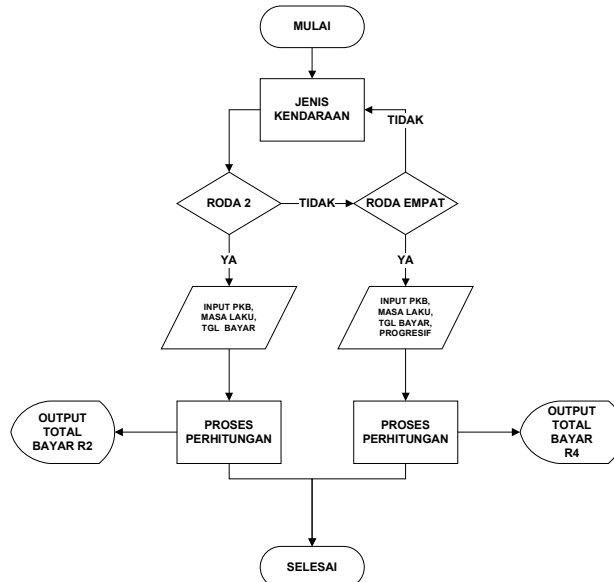 MULAI
JENIS
KENDARAAN
TIDAK
RODA 2
TIDAK
RODA EMPAT
YA
YA
INPUT PKB,
MASA LAKU,
TGL BAYAR
INPUT PKB,
MASA LAKU,
TGL BAYAR,
PROGRESIF
OUTPUT
TOTAL
BAYAR R2
PROSES
PERHITUNGAN
PROSES
PERHITUNGAN
OUTPUT
TOTAL
BAYAR
R4
SELESAI